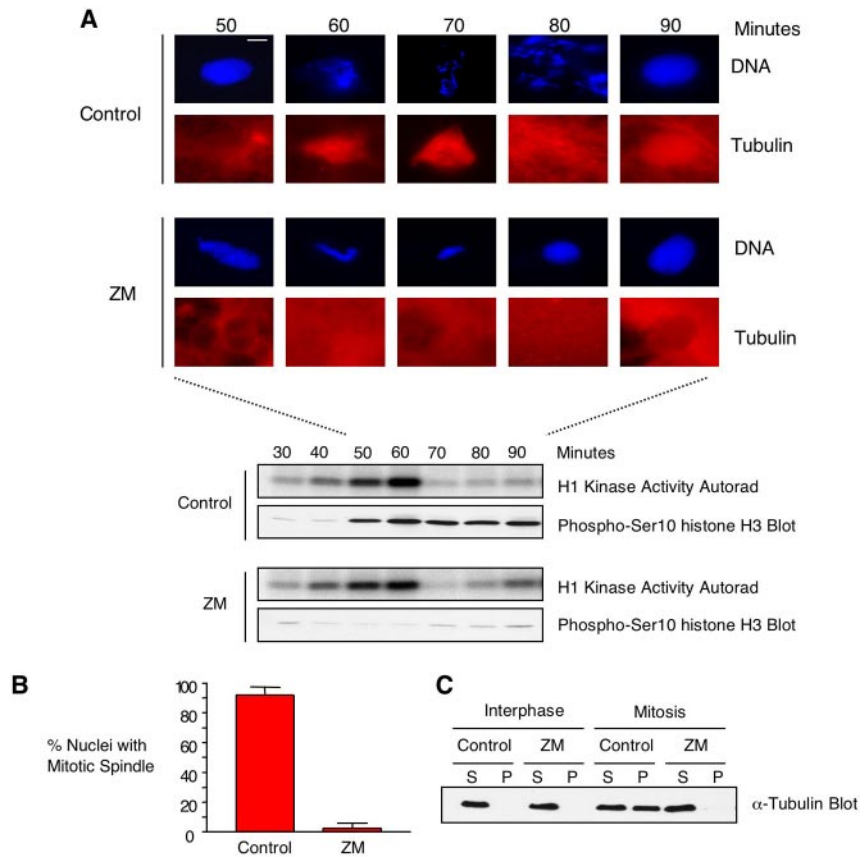 A
50 60 70 80 90 Minutes
DNA
Control
Tubulin
DNA
ZM
Tubulin
30 40 50 60 70 80 90 Minutes
H1 Kinase Activity Autorad
Control
Phospho-Ser10 histone H3 Blot
H1 Kinase Activity Autorad
ZM
Phospho-Ser10 histone H3 Blot
B
100
80
60
40
20
0
% Nuclei with
Mitotic Spindle
Control ZM
C
Interphase Mitosis
Control ZM Control ZM
S P S P S P S P
α-Tubulin Blot